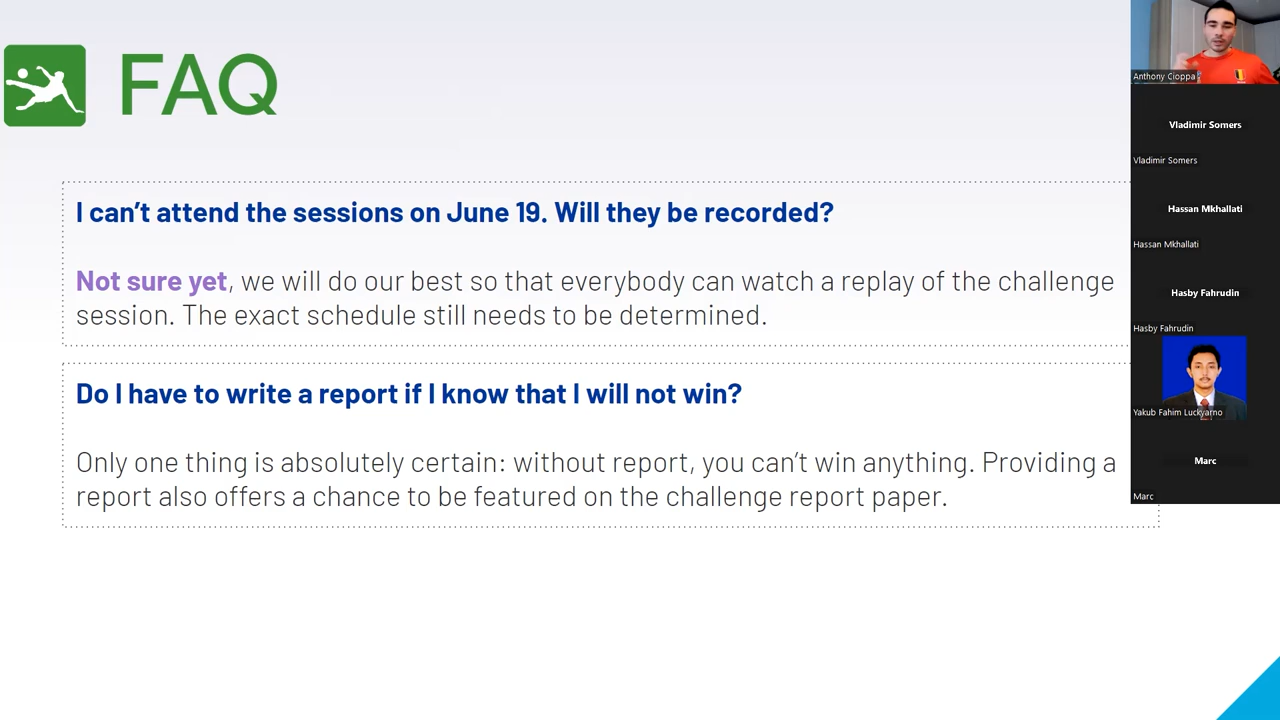 FAQ
I can't attend the sessions on June 19. Will they be recorded?
Not sure yet, we will do our best so that everybody can watch a replay of the challenge
session. The exact schedule still needs to be determined.
Do I have to write a report if I know that I will not win?
Only one thing is absolutely certain: without report, you can't win anything. Providing a
report also offers a chance to be featured on the challenge report paper.
Anthony Cioppa
Vladimir Somers
Vladimir Somers
Hassan Mkhallati
Hassan Mkhallati
Hasby Fahrudin
Hasby Fahrudin
Yakub Fahim Luckyarno
Marc
Marc